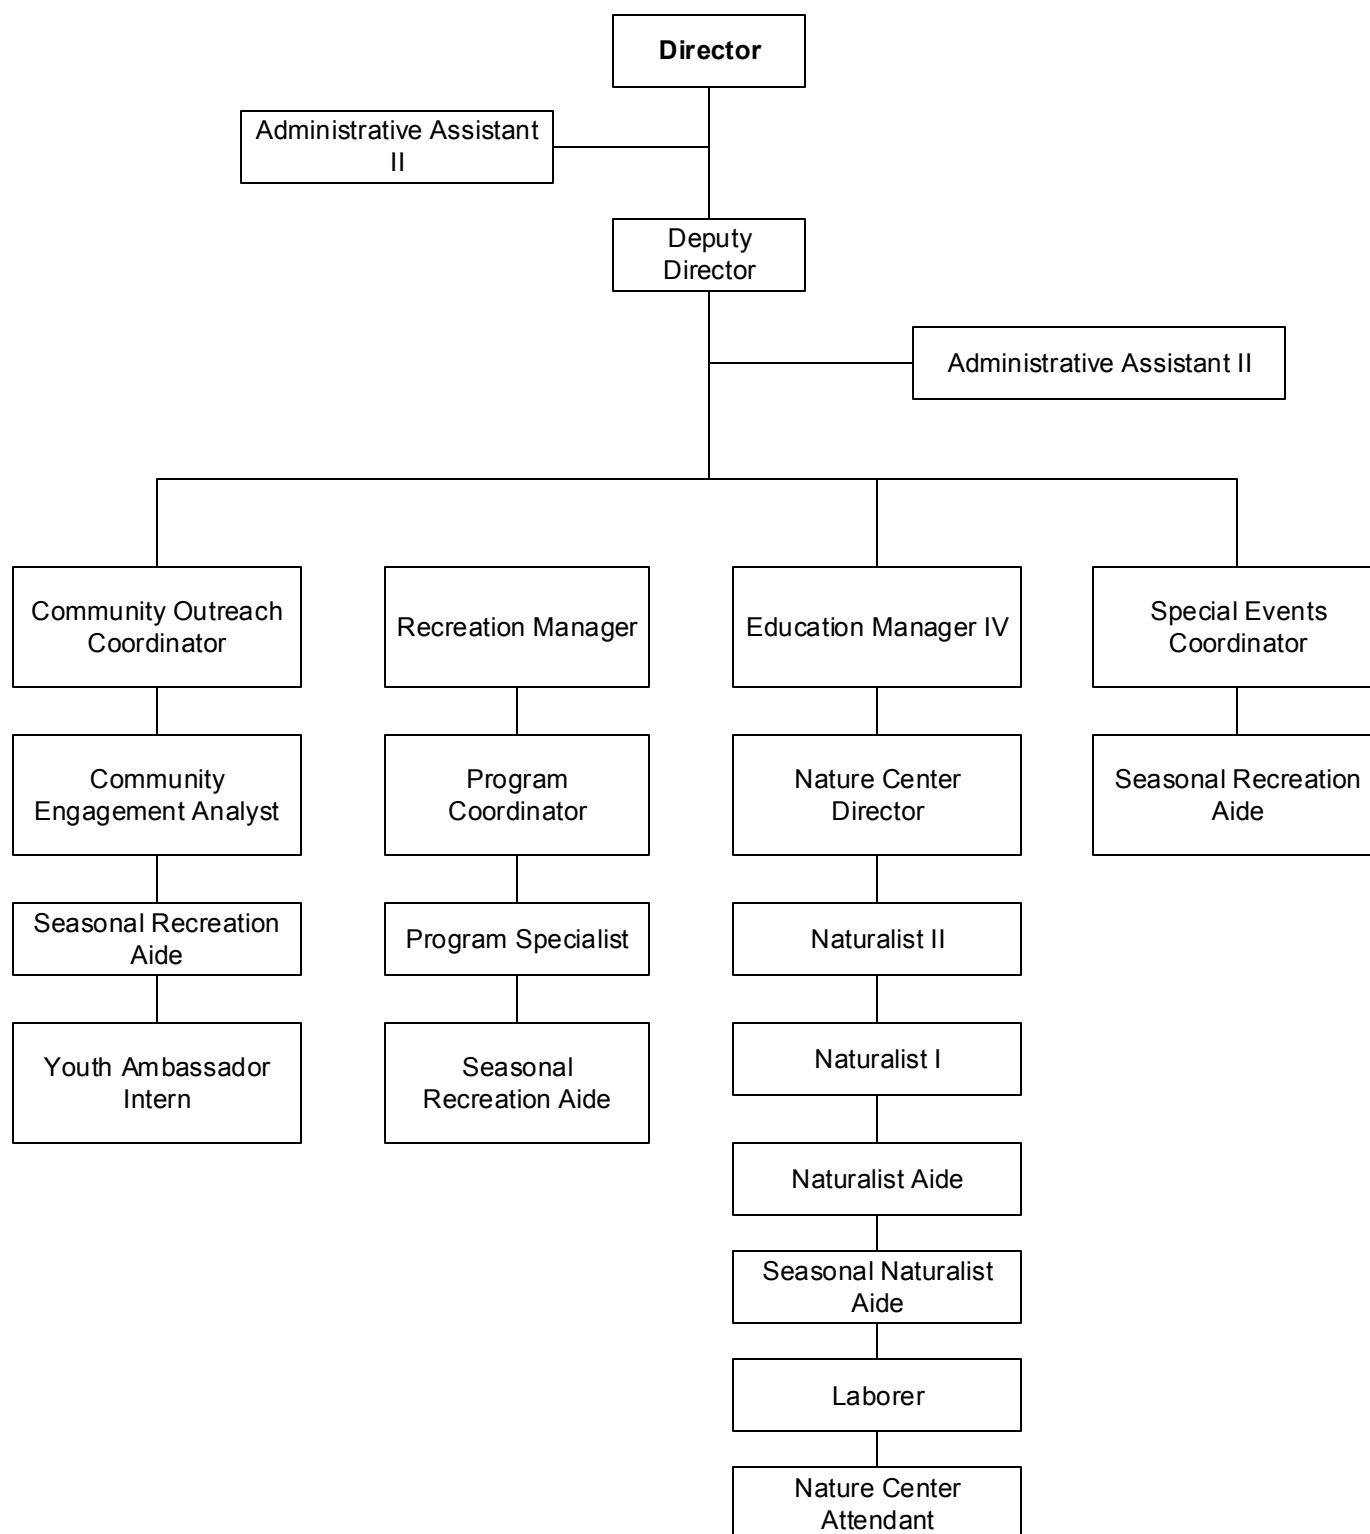 Director
Administrative Assistant
II
Deputy
Director
Administrative Assistant II
Community Outreach
Coordinator
Recreation Manager
Education Manager IV
Special Events
Coordinator
Community
Engagement Analyst
Program
Coordinator
Nature Center
Director
Seasonal Recreation
Aide
Seasonal Recreation
Aide
Program Specialist
Naturalist II
Youth Ambassador
Intern
Seasonal
Recreation Aide
Naturalist I
Naturalist Aide
Seasonal Naturalist
Aide
Laborer
Nature Center
Attendant